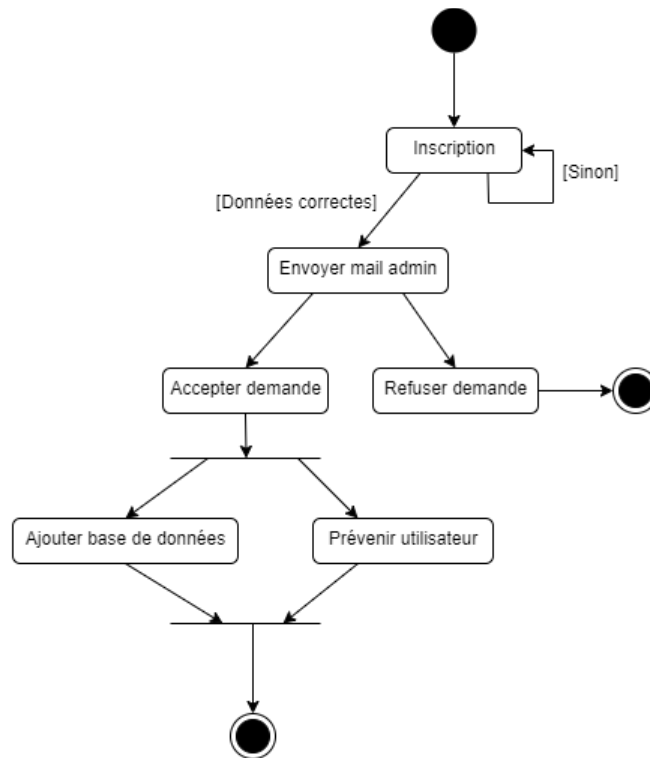 Inscription
[Sinon]
[Données correctes]
Envoyer mail admin
Accepter demande
Refuser demande
Ajouter base de données
Prévenir utilisateur